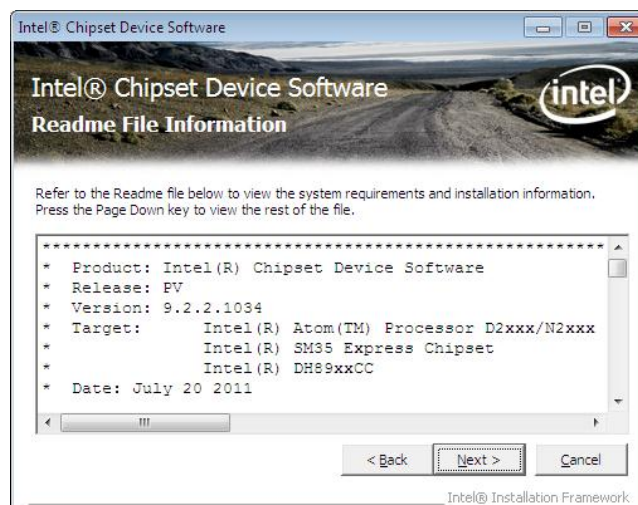 Intel® Chipset Device Software
Intel® Chipset Device Software
intel
Readme File Information
Refer to the Readme file below to view the system requirements and installation information.
Press the Page Down key to view the rest of the file.
************************************************************
* Product: Intel(R) Chipset Device Software
* Release: PV
* Version: 9.2.2.1034
* Target: Intel(R) Atom(TM) Processor D2xxx/N2xxx
* Intel(R) SM35 Express Chipset
* Intel(R) DH89xxCC
* Date: July 20 2011
< Back Next > Cancel
Intel® Installation Framework